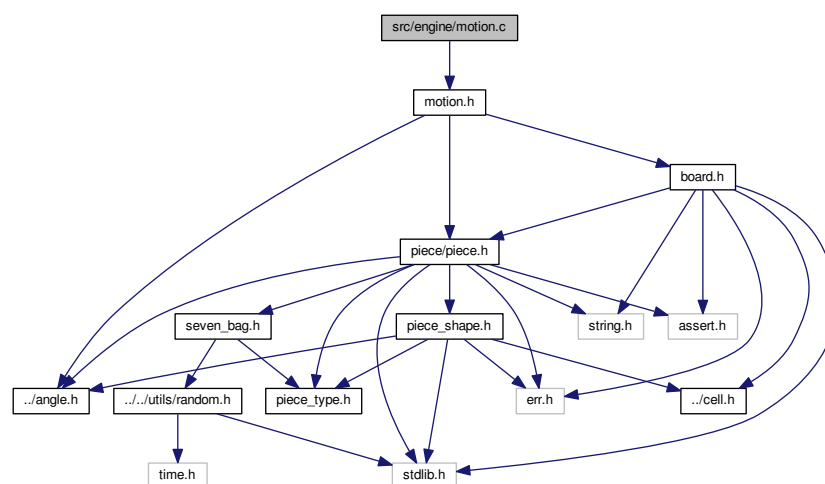 src/engine/motion.c
motion.h
board.h
piece/piece.h
seven_bag.h
piece_shape.h
string.h
assert.h
../angle.h
../../utils/random.h
piece_type.h
err.h
../cell.h
time.h
stdlib.h